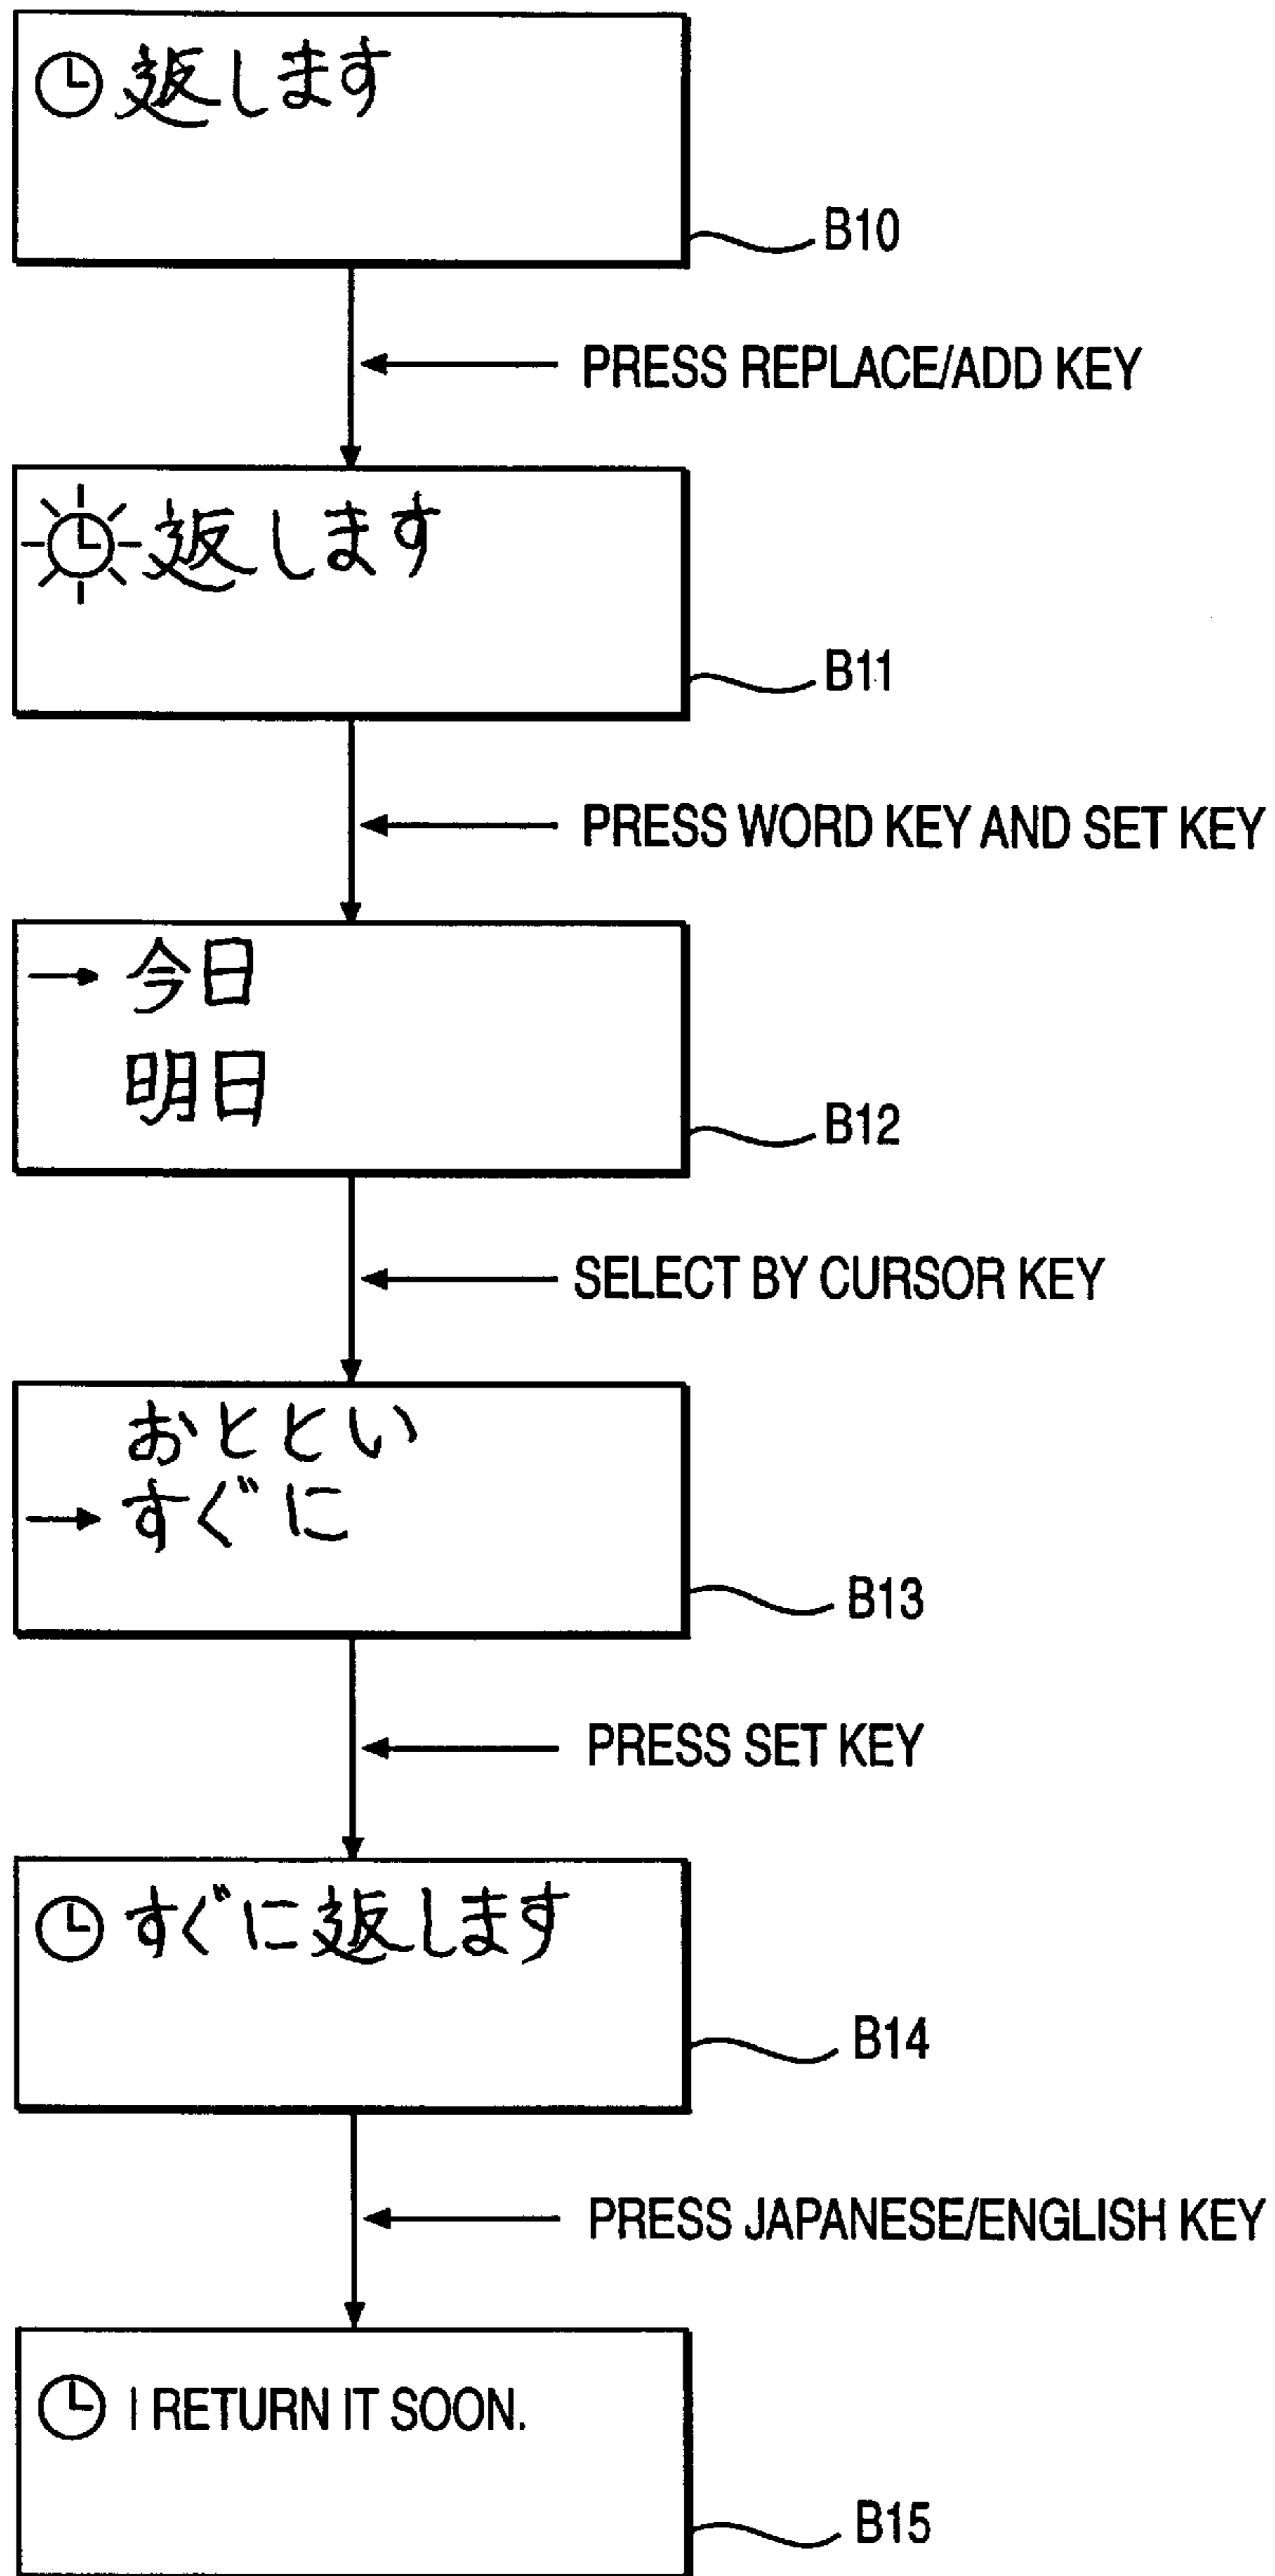 返します
B10
PRESS REPLACE/ADD KEY
返します
B11
PRESS WORD KEY AND SET KEY
→ 今日
明日
B12
SELECT BY CURSOR KEY
おととい
→ すぐに
B13
PRESS SET KEY
すぐに返します
B14
PRESS JAPANESE/ENGLISH KEY
I RETURN IT SOON.
B15